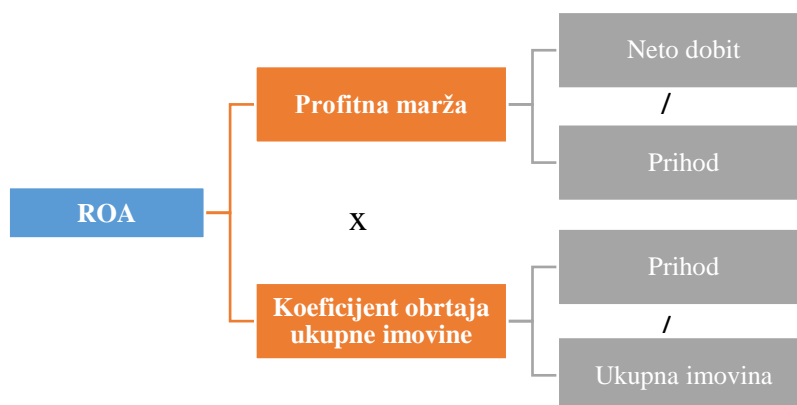 Neto dobit
Profitna marža
/
Prihod
ROA
X
Prihod
Koeficijent obrtaja
ukupne imovine
/
Ukupna imovina